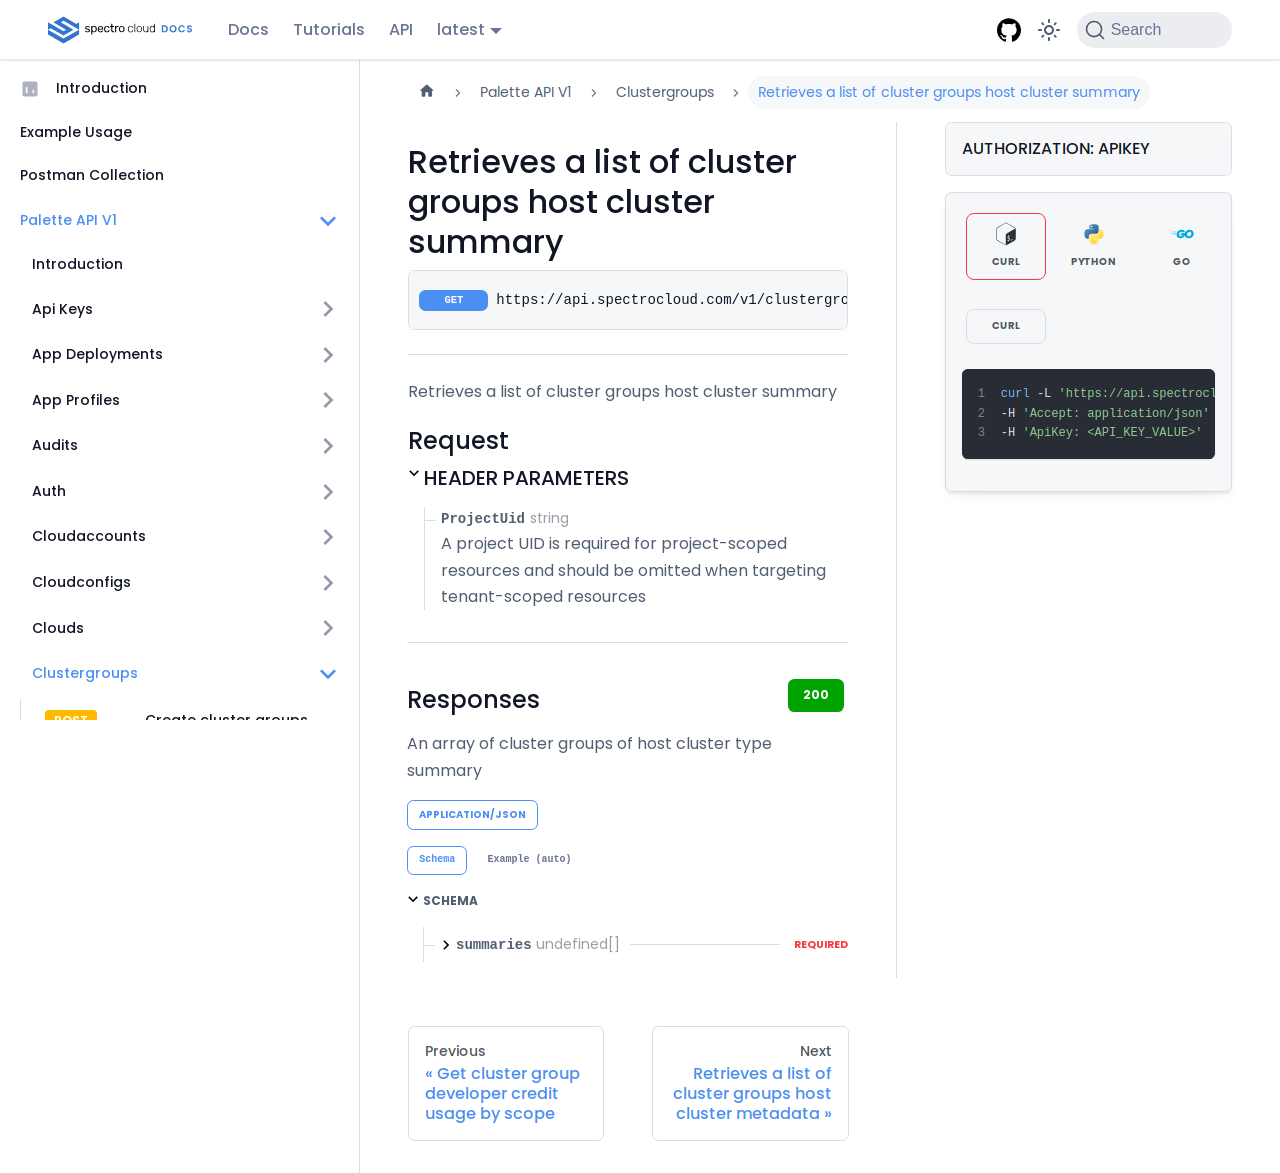 spectro cloud DOCS
Docs
Tutorials
API
latest
Search
Introduction
Example Usage
Postman Collection
Palette API V1
Introduction
Api Keys
App Deployments
App Profiles
Audits
Auth
Cloudaccounts
Cloudconfigs
Clouds
Clustergroups
POST Create cluster groups
Palette API V1
Clustergroups
Retrieves a list of cluster groups host cluster summary
Retrieves a list of cluster
groups host cluster
summary
GET https://api.spectrocloud.com/v1/clustergro
Retrieves a list of cluster groups host cluster summary
Request
HEADER PARAMETERS
ProjectUid string
A project UID is required for project-scoped
resources and should be omitted when targeting
tenant-scoped resources
Responses
200
An array of cluster groups of host cluster type
summary
APPLICATION/JSON
Schema
Example (auto)
SCHEMA
summaries undefined[]
REQUIRED
Previous
« Get cluster group
developer credit
usage by scope
Next
Retrieves a list of
cluster groups host
cluster metadata »
AUTHORIZATION: APIKEY
CURL
PYTHON
GO
CURL
1 curl -L 'https://api.spectrocl
2 -H 'Accept: application/json'
3 -H 'ApiKey: <API_KEY_VALUE>'